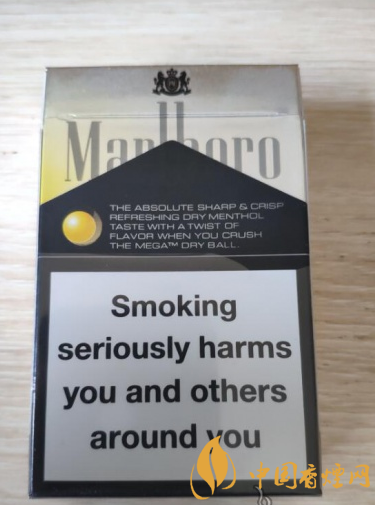 Marlboro
THE ABSOLUTE SHARP & CRISP
REFRESHING DRY MENTHOL
TASTE WITH A TWIST OF
FLAVOR WHEN YOU CRUSH
THE MEGA™ DRY BALL.
Smoking
seriously harms
you and others
around you
中国香烟网